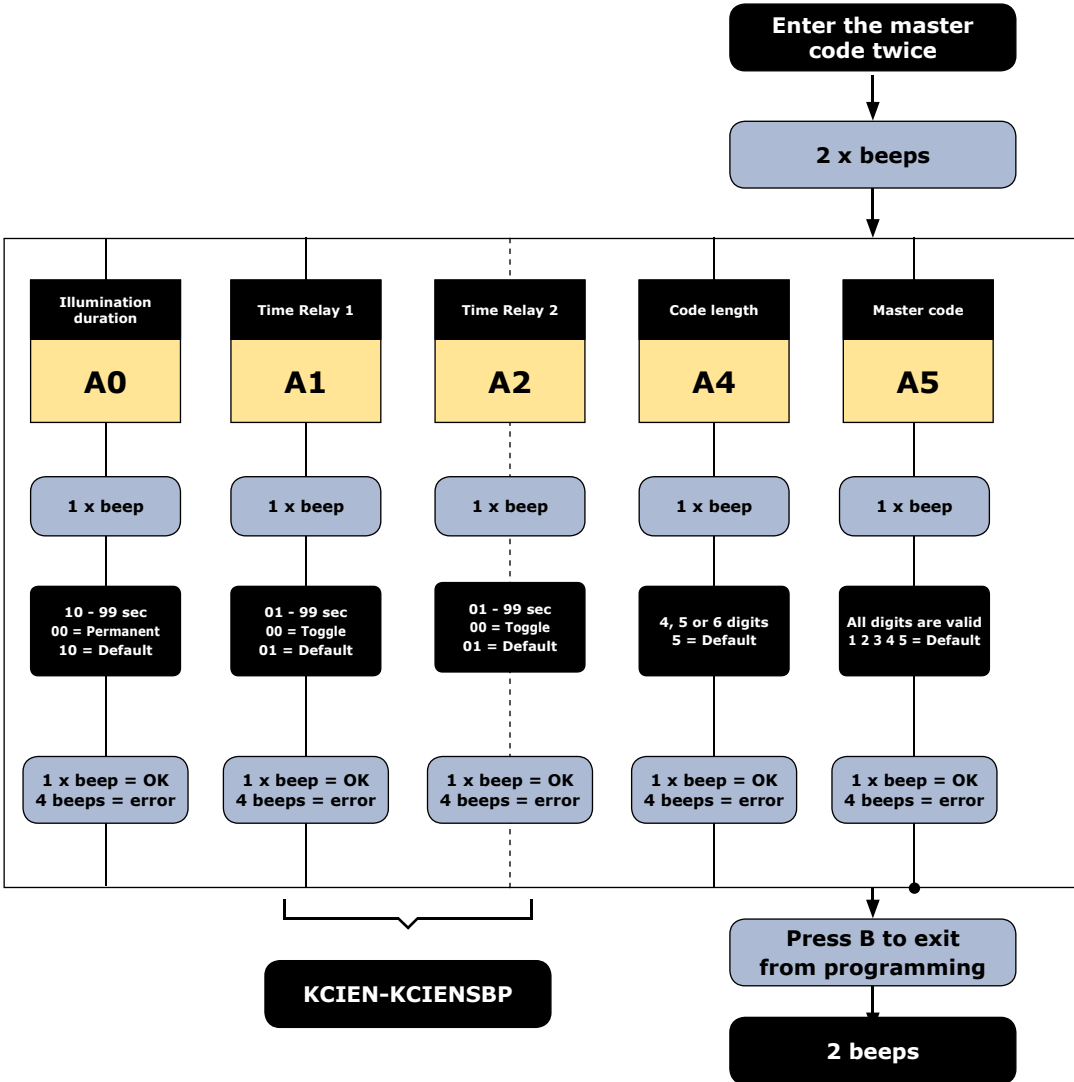 Enter the master
code twice
2 x beeps
Illumination
duration
Time Relay 1
Time Relay 2
Code length
Master code
A0
A1
A2
A4
A5
1 x beep
1 x beep
1 x beep
1 x beep
1 x beep
10 - 99 sec
00 = Permanent
10 = Default
01 - 99 sec
00 = Toggle
01 = Default
01 - 99 sec
00 = Toggle
01 = Default
4, 5 or 6 digits
5 = Default
All digits are valid
1 2 3 4 5 = Default
1 x beep = OK
4 beeps = error
1 x beep = OK
4 beeps = error
1 x beep = OK
4 beeps = error
1 x beep = OK
4 beeps = error
1 x beep = OK
4 beeps = error
KCIEN-KCIENSBP
Press B to exit
from programming
2 beeps